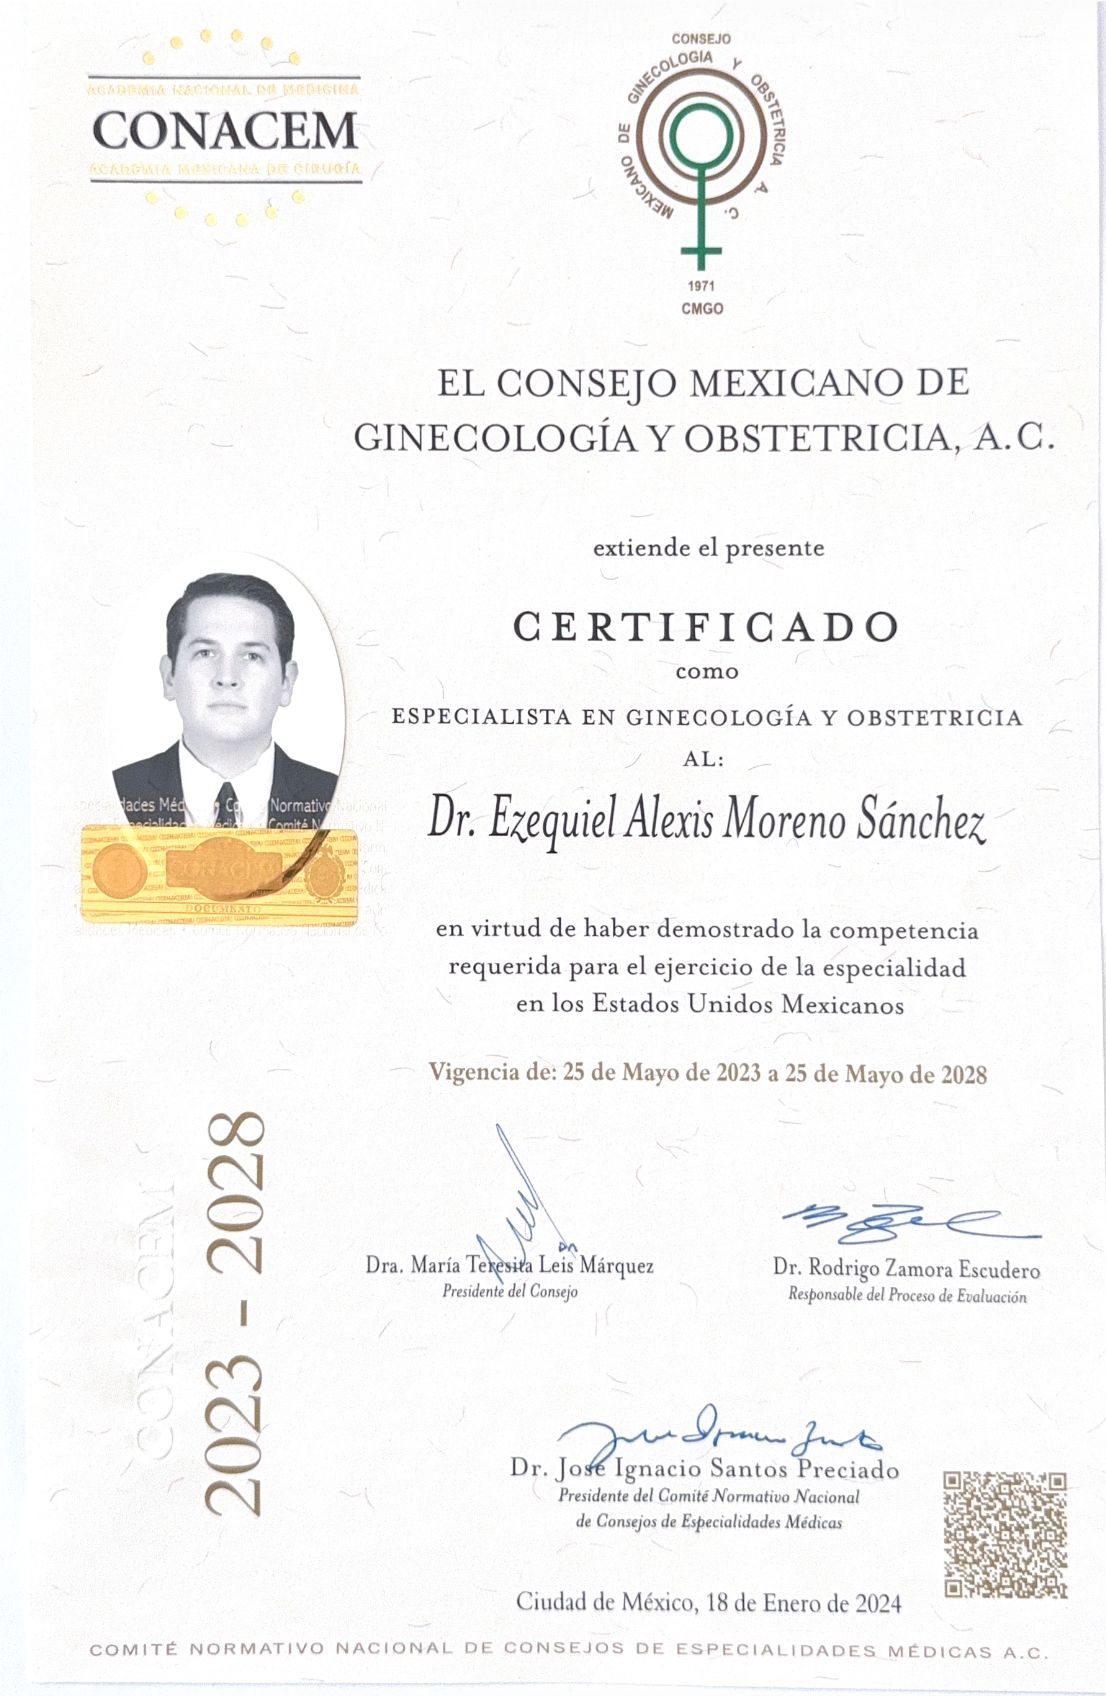 ACADEMIA NACIONAL DE MEDICINA
CONACEM
ACADEMIA MEXICANA DE CIRUGÍA
CONSEJO
MEXICANO DE GINECOLOGIA Y OBSTETRICIA A. C.
1971
CMGO
EL CONSEJO MEXICANO DE
GINECOLOGÍA Y OBSTETRICIA, A.C.
extiende el presente
CERTIFICADO
como
ESPECIALISTA EN GINECOLOGÍA Y OBSTETRICIA
AL:
Dr. Ezequiel Alexis Moreno Sánchez
Normativo Nacional
CONACEM
en virtud de haber demostrado la competencia
requerida para el ejercicio de la especialidad
en los Estados Unidos Mexicanos
Vigencia de: 25 de Mayo de 2023 a 25 de Mayo de 2028
CONACEM
2023 - 2028
Dra. María Teresita Leis Márquez
Presidente del Consejo
Dr. Rodrigo Zamora Escudero
Responsable del Proceso de Evaluación
Dr. José Ignacio Santos Preciado
Presidente del Comité Normativo Nacional
de Consejos de Especialidades Médicas
Ciudad de México, 18 de Enero de 2024
COMITÉ NORMATIVO NACIONAL DE CONSEJOS DE ESPECIALIDADES MÉDICAS A.C.